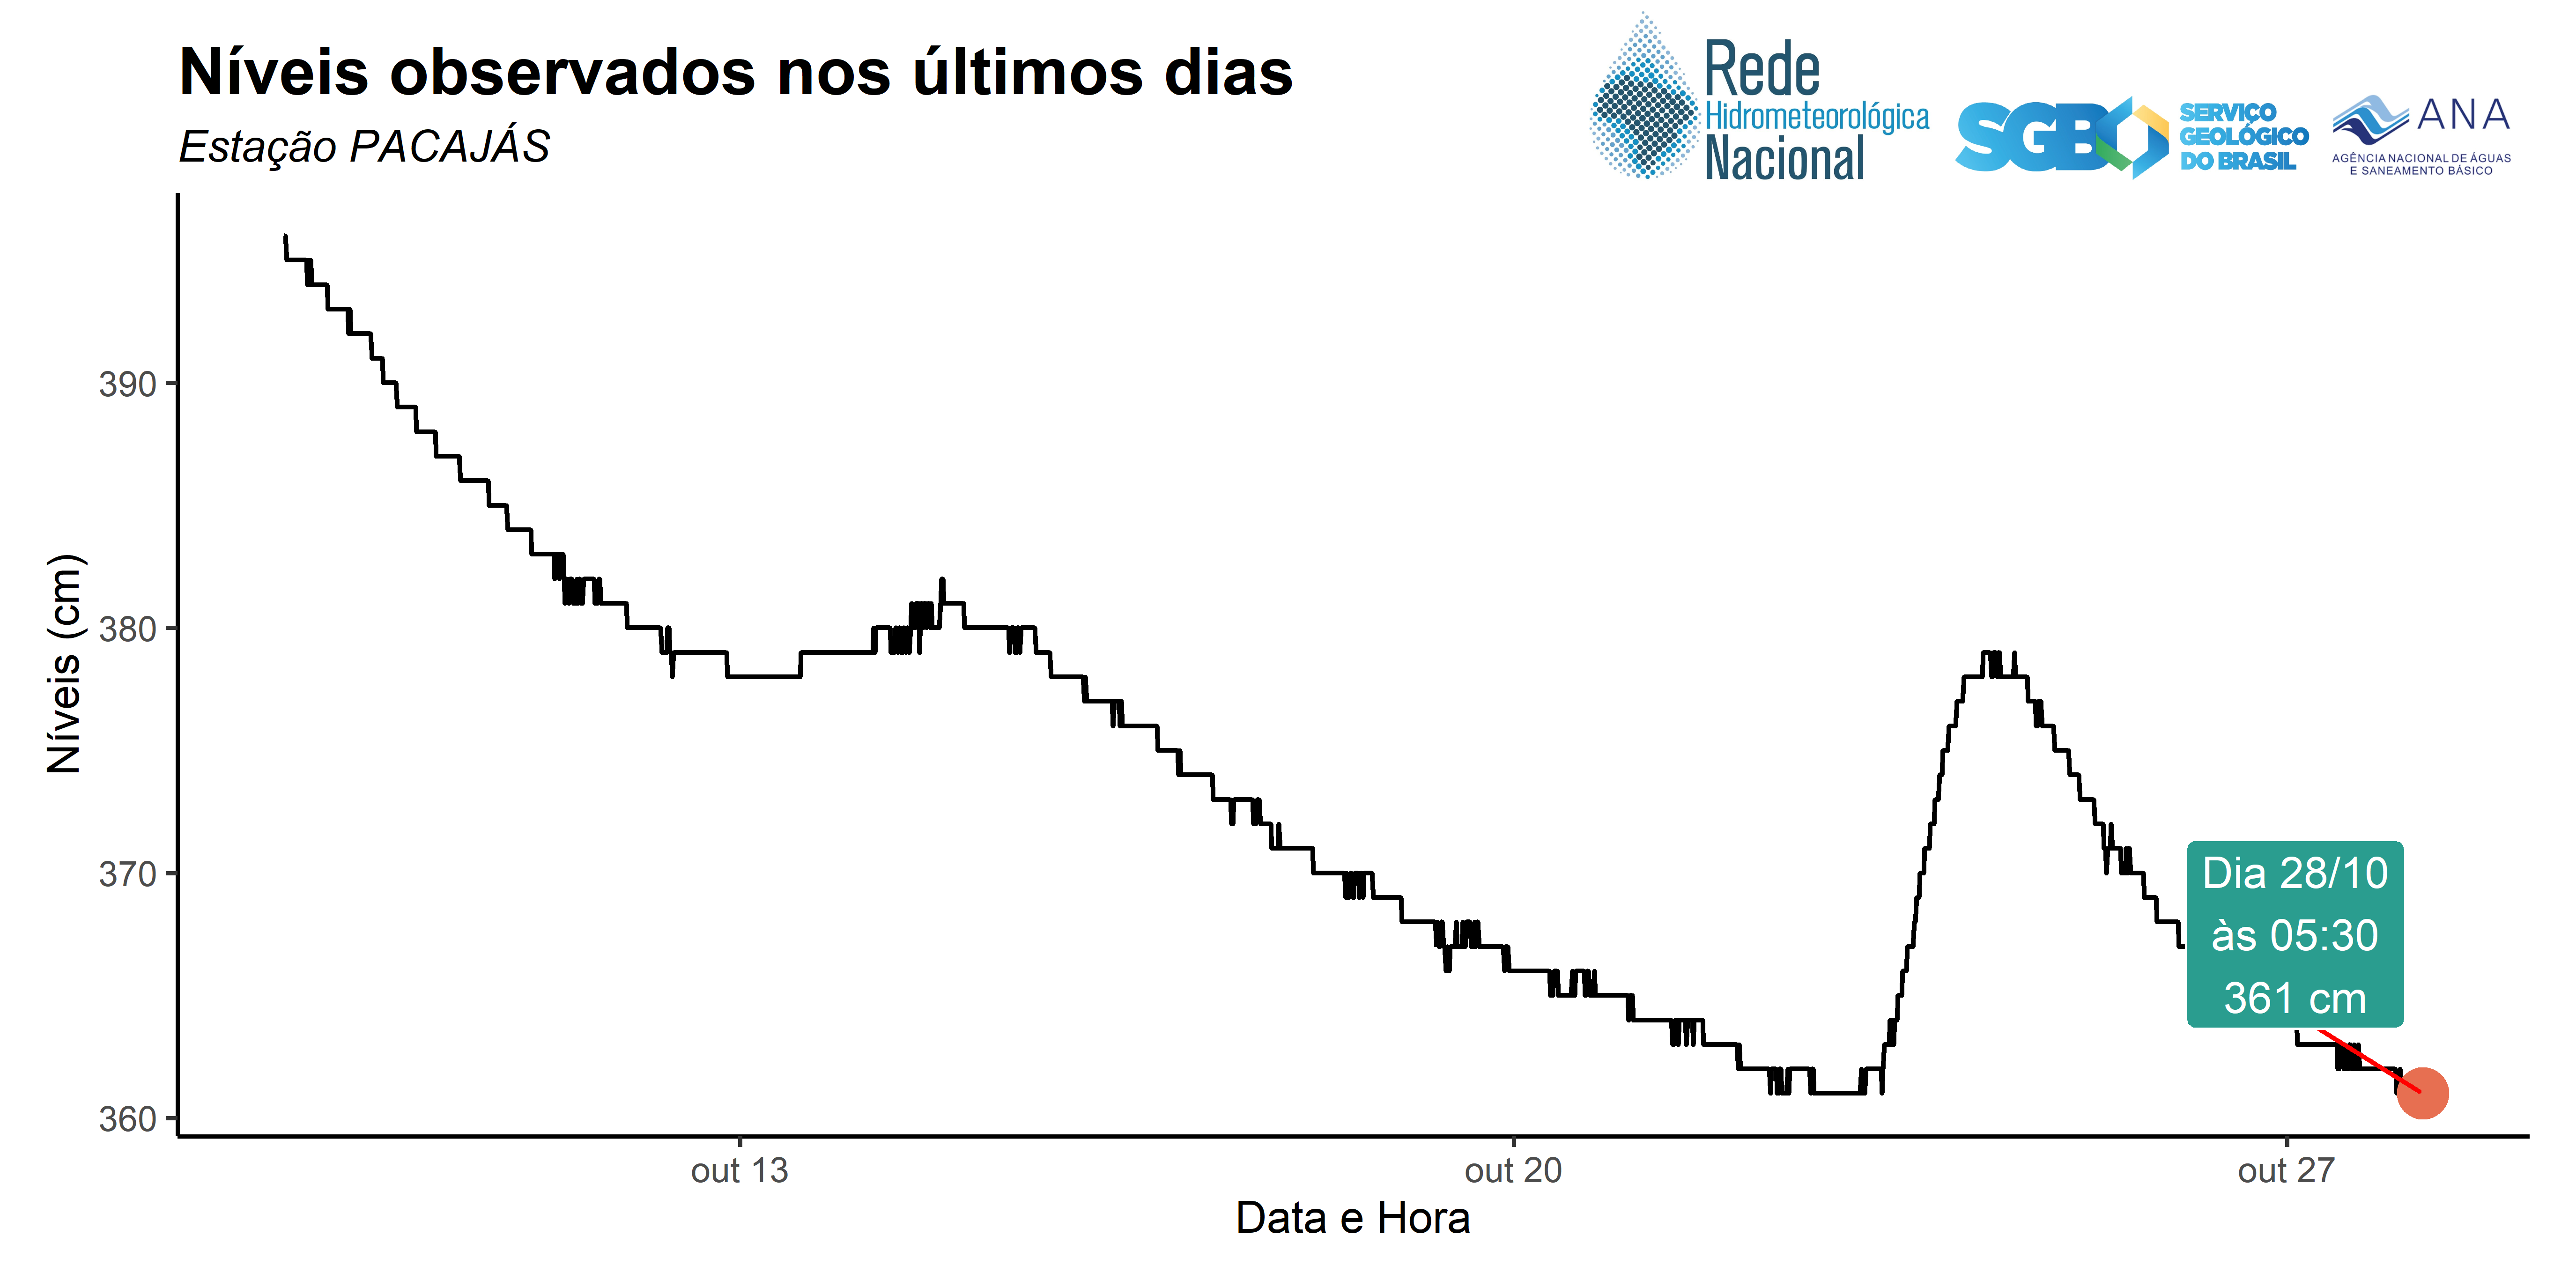 Níveis observados nos últimos dias
Estação PACAJÁS
Rede
Hidrometeorológica
Nacional
SGB
SERVIÇO
GEOLÓGICO
DO BRASIL
ANA
AGÊNCIA NACIONAL DE ÁGUAS
E SANEAMENTO BÁSICO
Níveis (cm)
390
380
370
360
Dia 28/10
às 05:30
361 cm
out 13
out 20
out 27
Data e Hora